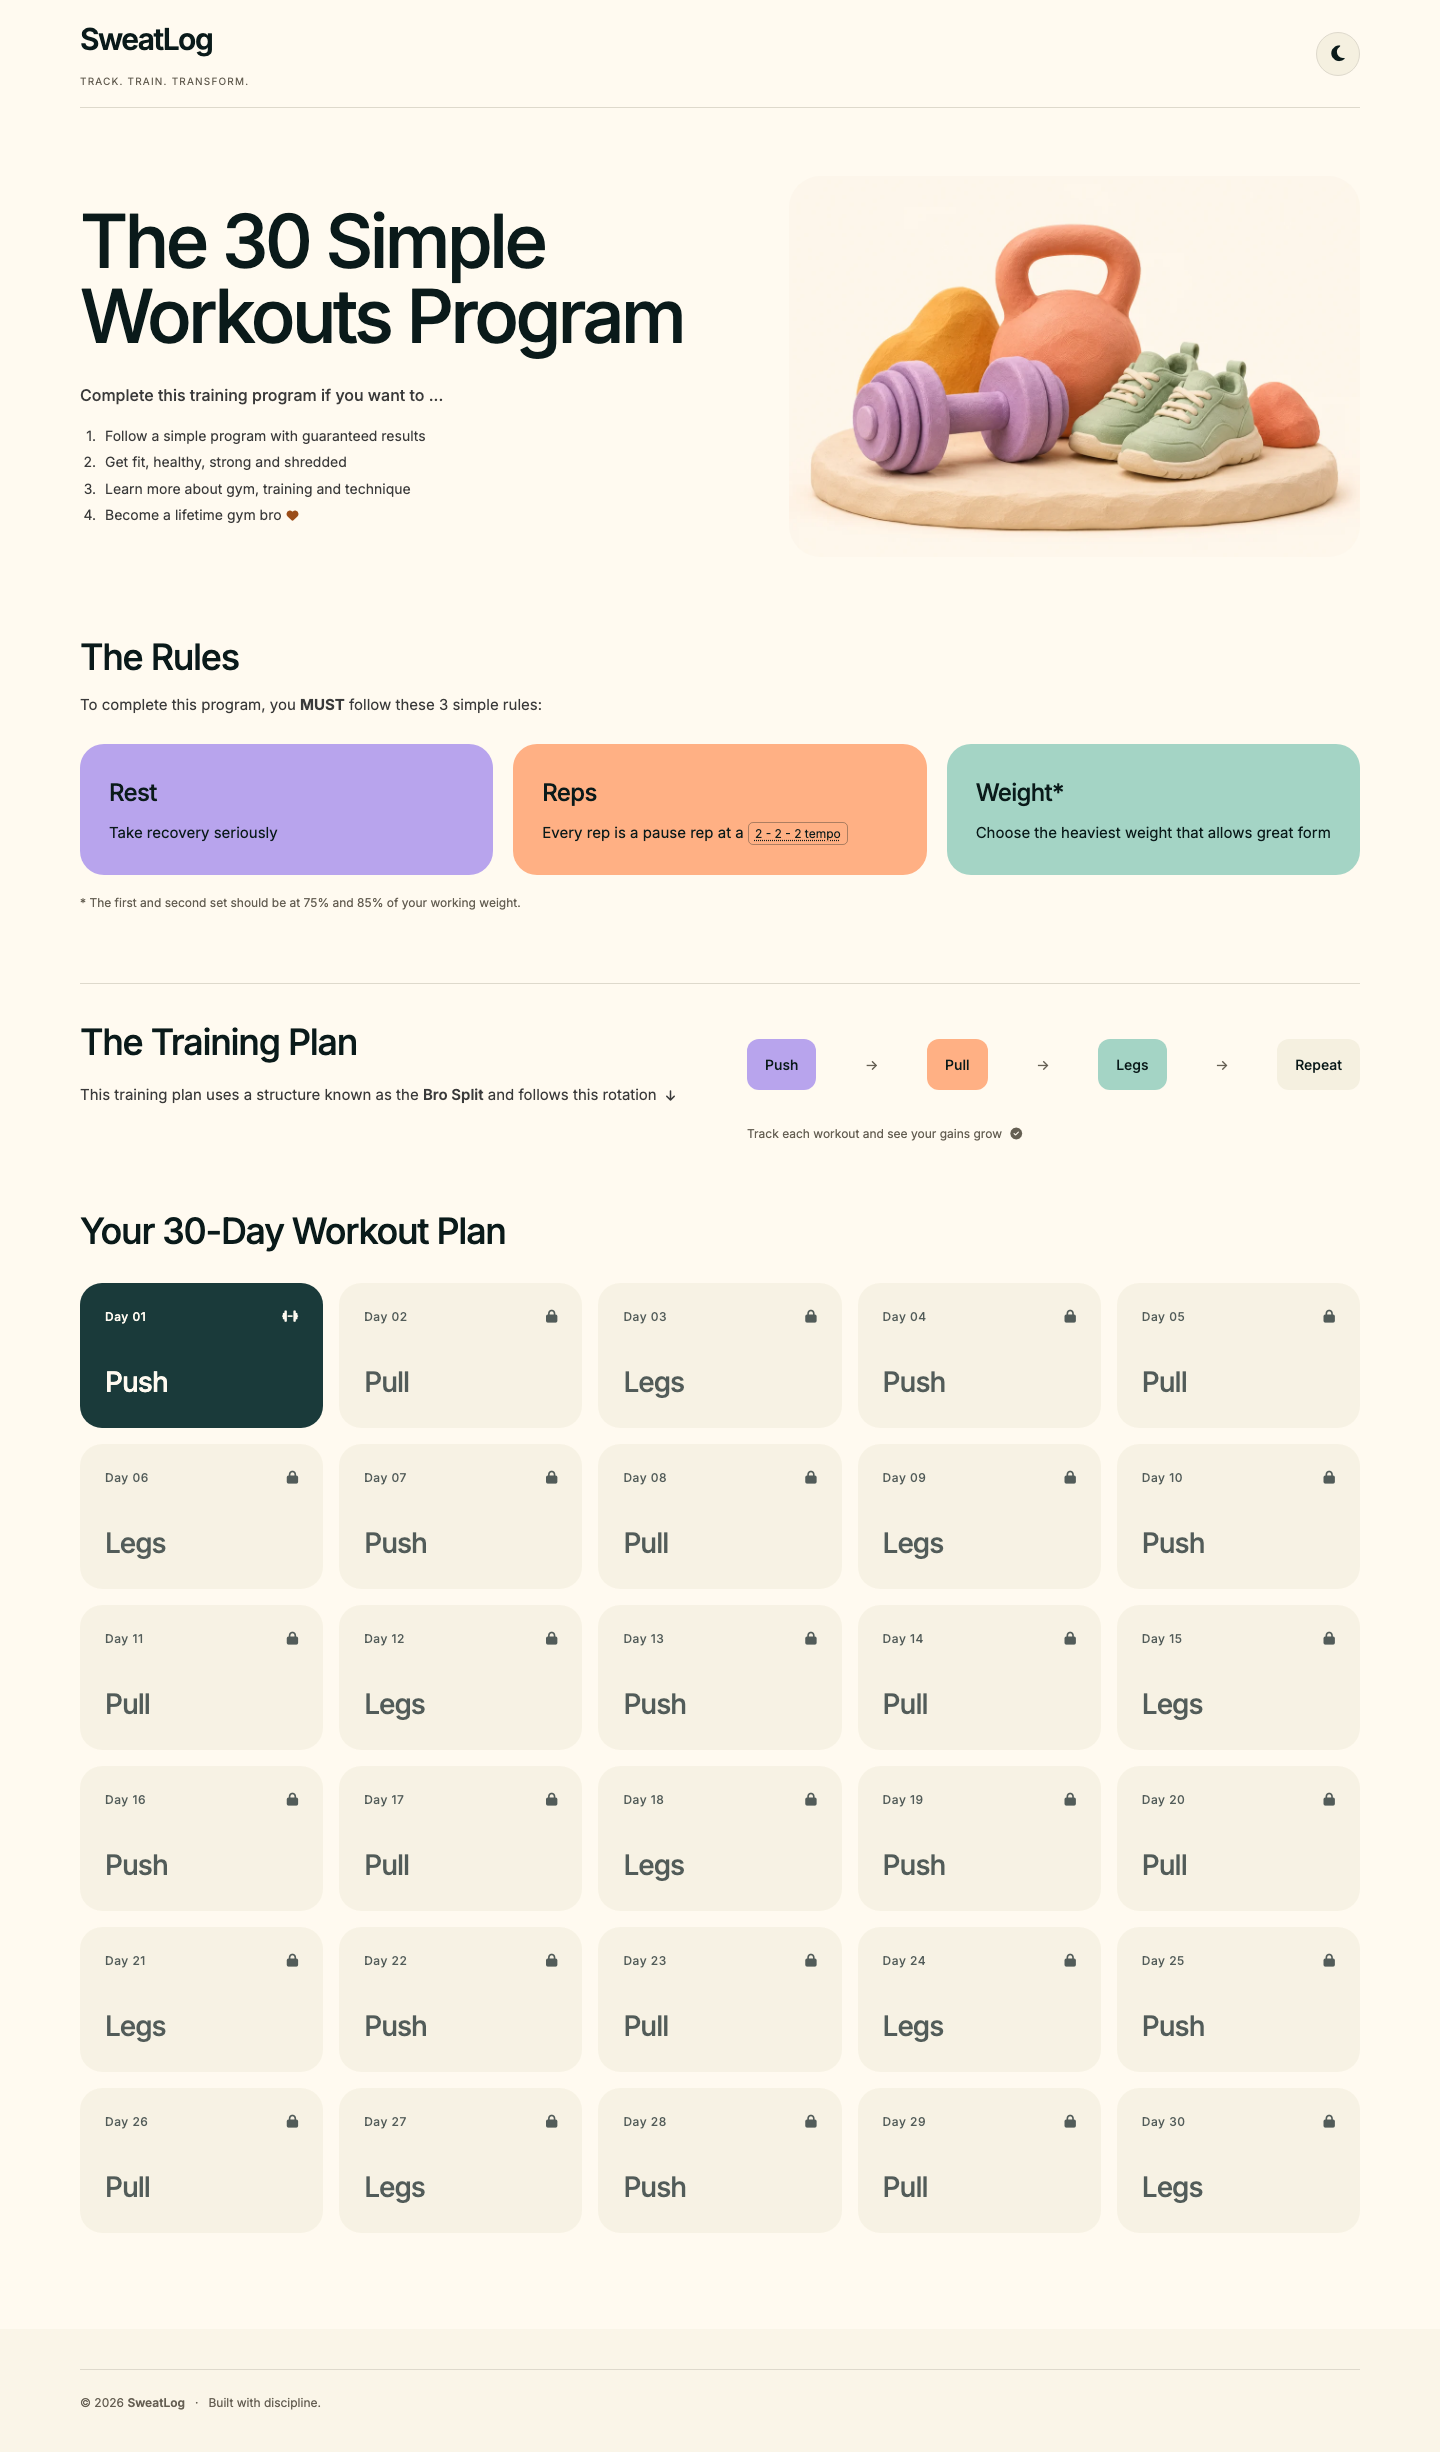 SweatLog
TRACK. TRAIN. TRANSFORM.
The 30 Simple
Workouts Program
Complete this training program if you want to ...
1. Follow a simple program with guaranteed results
2. Get fit, healthy, strong and shredded
3. Learn more about gym, training and technique
4. Become a lifetime gym bro
The Rules
To complete this program, you MUST follow these 3 simple rules:
Rest
Take recovery seriously
Reps
Every rep is a pause rep at a 2 - 2 - 2 tempo
Weight*
Choose the heaviest weight that allows great form
* The first and second set should be at 75% and 85% of your working weight.
The Training Plan
This training plan uses a structure known as the Bro Split and follows this rotation ↓
Push → Pull → Legs → Repeat
Track each workout and see your gains grow
Your 30-Day Workout Plan
Day 01
Push
Day 02
Pull
Day 03
Legs
Day 04
Push
Day 05
Pull
Day 06
Legs
Day 07
Push
Day 08
Pull
Day 09
Legs
Day 10
Push
Day 11
Pull
Day 12
Legs
Day 13
Push
Day 14
Pull
Day 15
Legs
Day 16
Push
Day 17
Pull
Day 18
Legs
Day 19
Push
Day 20
Pull
Day 21
Legs
Day 22
Push
Day 23
Pull
Day 24
Legs
Day 25
Push
Day 26
Pull
Day 27
Legs
Day 28
Push
Day 29
Pull
Day 30
Legs
© 2026 SweatLog · Built with discipline.